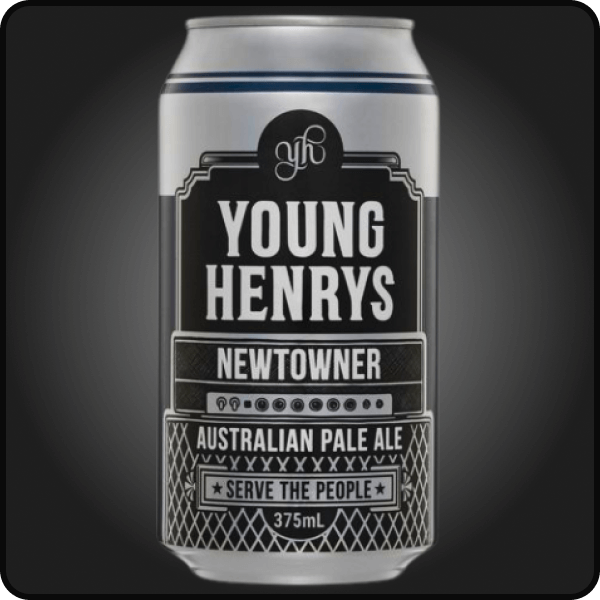 yh
YOUNG
HENRYS
NEWTOWNER
AUSTRALIAN PALE ALE
★ SERVE THE PEOPLE ★
375mL